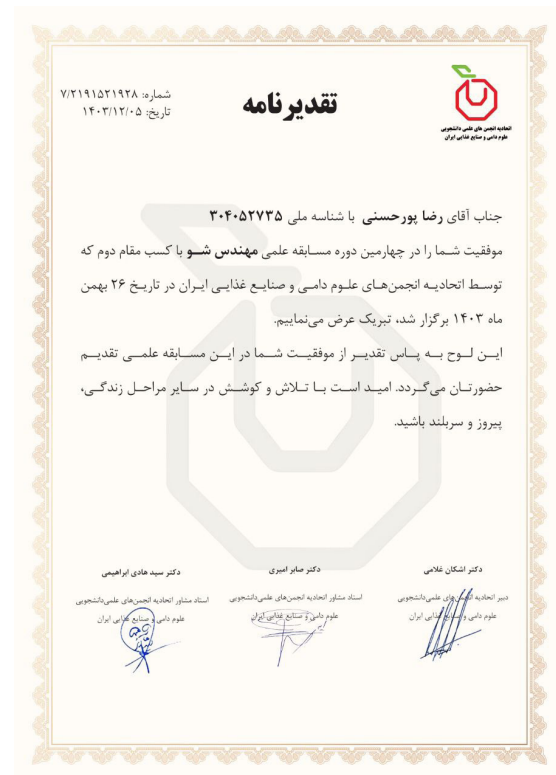 شماره: ۷/۲۱۹۱۵۲۱۹۲۸
تاریخ: ۱۴۰۳/۱۲/۰۵
تقدیرنامه
اتحادیه انجمن های علمی دانشجویی
علوم دامی و صنایع غذایی ایران
جناب آقای رضا پورحسنی با شناسه ملی ۳۰۴۰۵۲۷۳۵
موفقیت شما را در چهارمین دوره مسابقه علمی مهندس شو با کسب مقام دوم که
توسط اتحادیه انجمن‌های علوم دامی و صنایع غذایی ایران در تاریخ ۲۶ بهمن
ماه ۱۴۰۳ برگزار شد، تبریک عرض می‌نماییم.
این لوح به پاس تقدیر از موفقیت شما در این مسابقه علمی تقدیم
حضورتان می‌گردد. امید است با تلاش و کوشش در سایر مراحل زندگی،
پیروز و سربلند باشید.
دکتر اشکان غلامی
دبیر اتحادیه انجمن‌های علمی‌دانشجویی
علوم دامی و صنایع غذایی ایران
دکتر صابر امیری
استاد مشاور اتحادیه انجمن‌های علمی‌دانشجویی
علوم دامی و صنایع غذایی ایران
دکتر سید هادی ابراهیمی
استاد مشاور اتحادیه انجمن‌های علمی‌دانشجویی
علوم دامی و صنایع غذایی ایران